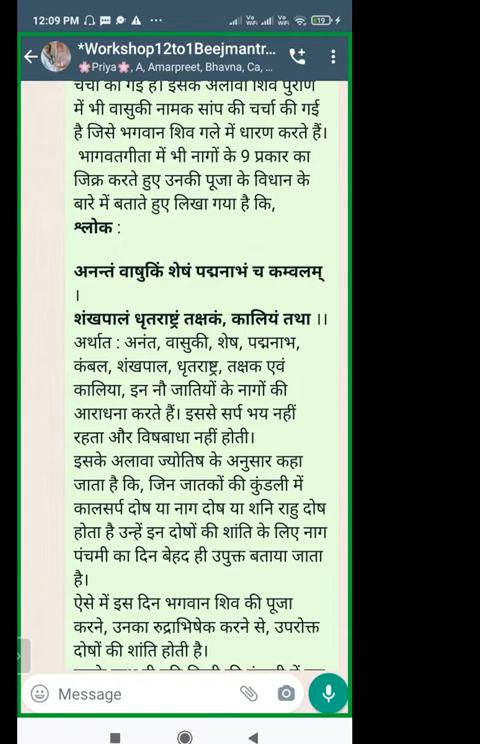 12:09 PM
19
*Workshop12to1Beejmantr...
🌸Priya🌸, A, Amarpreet, Bhavna, Ca, ...
चर्चा की गई है। इसके अलावा शिव पुराण
में भी वासुकी नामक सांप की चर्चा की गई
है जिसे भगवान शिव गले में धारण करते हैं।
भागवतगीता में भी नागों के 9 प्रकार का
जिक्र करते हुए उनकी पूजा के विधान के
बारे में बताते हुए लिखा गया है कि,
श्लोक :
अनन्तं वाषुकिं शेषं पद्मनाभं च कम्वलम्
।
शंखपालं धृतराष्ट्रं तक्षकं, कालियं तथा ।।
अर्थात : अनंत, वासुकी, शेष, पद्मनाभ,
कंबल, शंखपाल, धृतराष्ट्र, तक्षक एवं
कालिया, इन नौ जातियों के नागों की
आराधना करते हैं। इससे सर्प भय नहीं
रहता और विषबाधा नहीं होती।
इसके अलावा ज्योतिष के अनुसार कहा
जाता है कि, जिन जातकों की कुंडली में
कालसर्प दोष या नाग दोष या शनि राहु दोष
होता है उन्हें इन दोषों की शांति के लिए नाग
पंचमी का दिन बेहद ही उपुक्त बताया जाता
है।
ऐसे में इस दिन भगवान शिव की पूजा
करने, उनका रुद्राभिषेक करने से, उपरोक्त
दोषों की शांति होती है।
Message